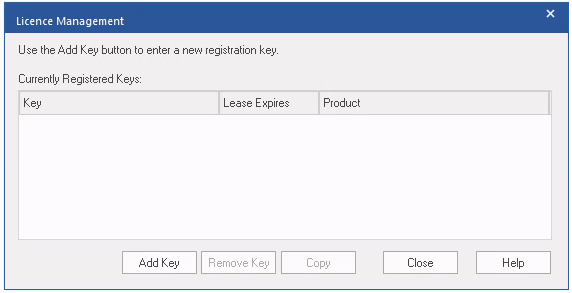 Licence Management
Use the Add Key button to enter a new registration key.
Currently Registered Keys:
Key Lease Expires Product
Add Key Remove Key Copy Close Help